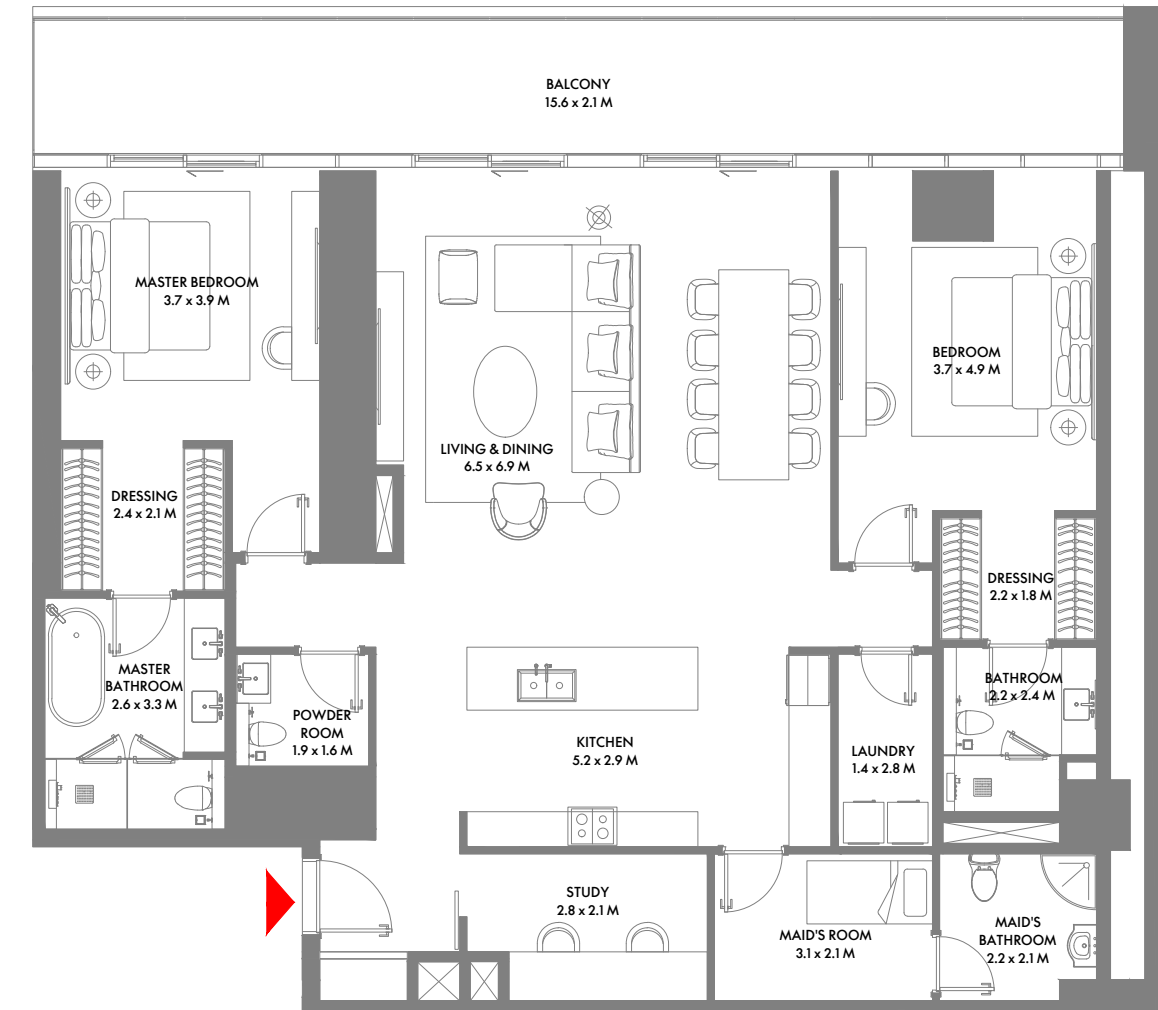 BALCONY
15.6 x 2.1 M
MASTER BEDROOM
3.7 x 3.9 M
BEDROOM
3.7 x 4.9 M
LIVING & DINING
6.5 x 6.9 M
DRESSING
2.4 x 2.1 M
DRESSING
2.2 x 1.8 M
MASTER
BATHROOM
2.6 x 3.3 M
BATHROOM
2.2 x 2.4 M
POWDER
ROOM
1.9 x 1.6 M
KITCHEN
5.2 x 2.9 M
LAUNDRY
1.4 x 2.8 M
STUDY
2.8 x 2.1 M
MAID'S ROOM
3.1 x 2.1 M
MAID'S
BATHROOM
2.2 x 2.1 M